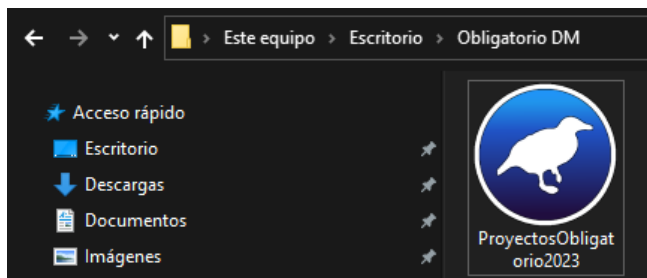 Este equipo > Escritorio > Obligatorio DM
Acceso rápido
Escritorio
Descargas
Documentos
Imágenes
ProyectosObligat
orio2023